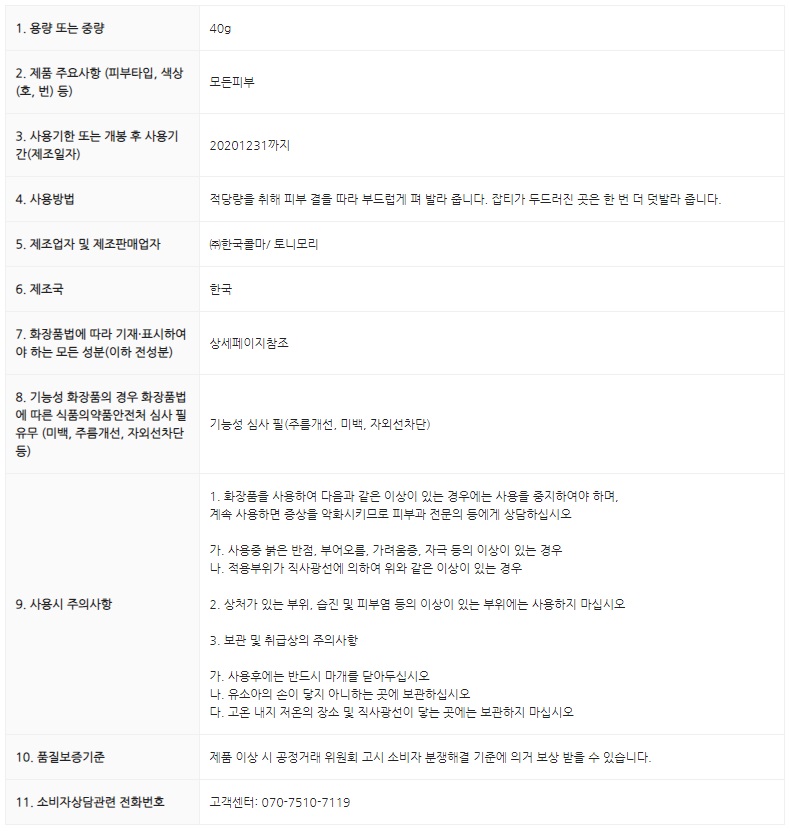 1. 용량 또는 중량
40g
2. 제품 주요사항 (피부타입, 색상
(호, 번) 등)
모든피부
3. 사용기한 또는 개봉 후 사용기
간(제조일자)
20201231까지
4. 사용방법
적당량을 취해 피부 결을 따라 부드럽게 펴 발라 줍니다. 잡티가 두드러진 곳은 한 번 더 덧발라 줍니다.
5. 제조업자 및 제조판매업자
㈜한국콜마/ 토니모리
6. 제조국
한국
7. 화장품법에 따라 기재·표시하여
야 하는 모든 성분(이하 전성분)
상세페이지참조
8. 기능성 화장품의 경우 화장품법
에 따른 식품의약품안전처 심사 필
유무 (미백, 주름개선, 자외선차단
등)
기능성 심사 필(주름개선, 미백, 자외선차단)
9. 사용시 주의사항
1. 화장품을 사용하여 다음과 같은 이상이 있는 경우에는 사용을 중지하여야 하며,
계속 사용하면 증상을 악화시키므로 피부과 전문의 등에게 상담하십시오
가. 사용중 붉은 반점, 부어오름, 가려움증, 자극 등의 이상이 있는 경우
나. 적용부위가 직사광선에 의하여 위와 같은 이상이 있는 경우
2. 상처가 있는 부위, 습진 및 피부염 등의 이상이 있는 부위에는 사용하지 마십시오
3. 보관 및 취급상의 주의사항
가. 사용후에는 반드시 마개를 닫아두십시오
나. 유소아의 손이 닿지 아니하는 곳에 보관하십시오
다. 고온 내지 저온의 장소 및 직사광선이 닿는 곳에는 보관하지 마십시오
10. 품질보증기준
제품 이상 시 공정거래 위원회 고시 소비자 분쟁해결 기준에 의거 보상 받을 수 있습니다.
11. 소비자상담관련 전화번호
고객센터: 070-7510-7119